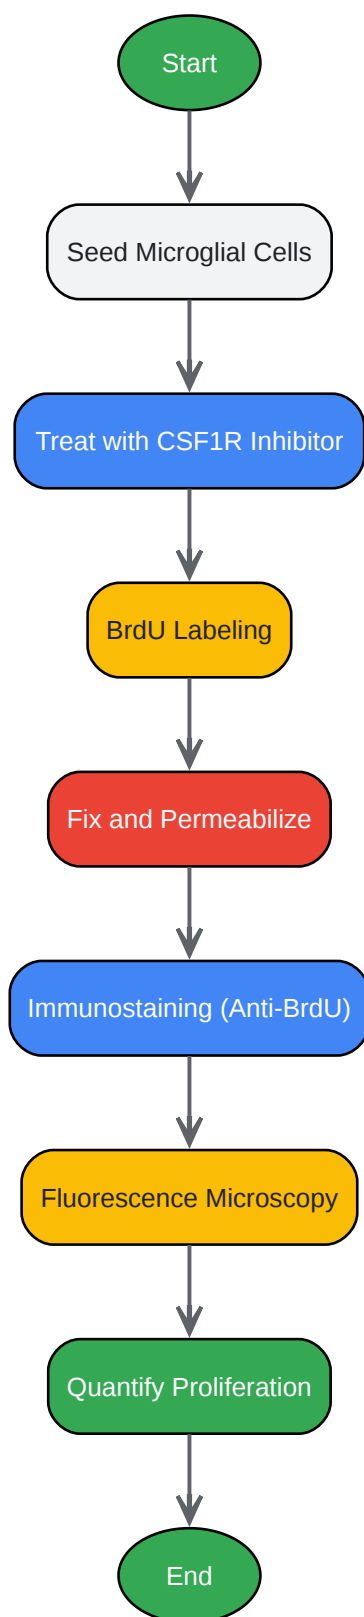 Start
Seed Microglial Cells
Treat with CSF1R Inhibitor
BrdU Labeling
Fix and Permeabilize
Immunostaining (Anti-BrdU)
Fluorescence Microscopy
Quantify Proliferation
End